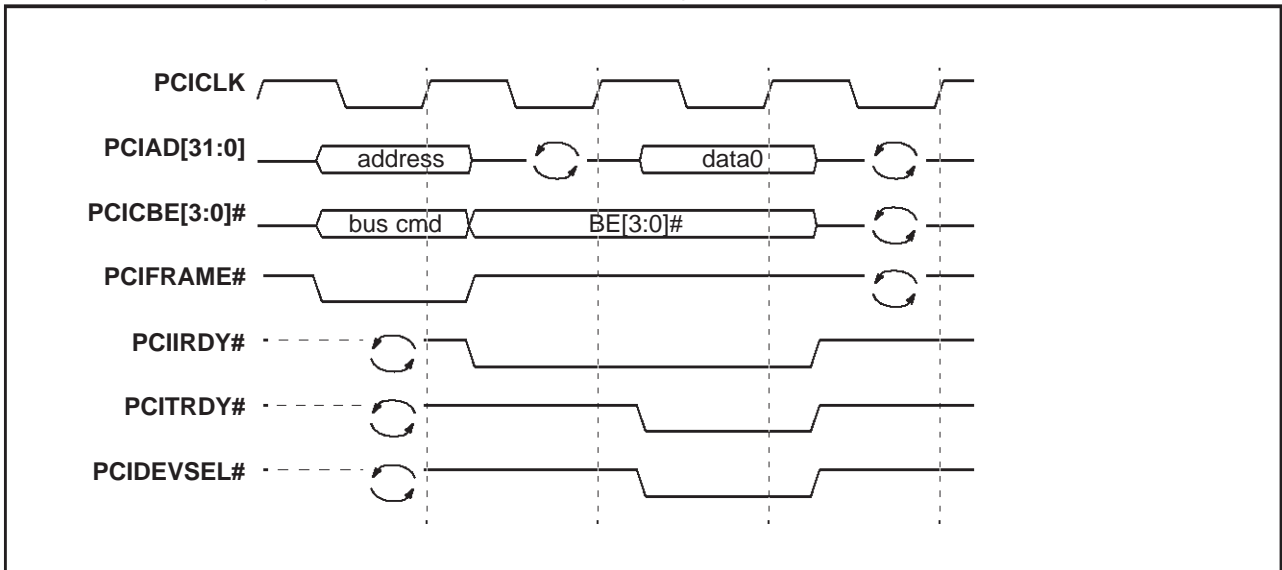 PCICLK
PCIAD[31:0]
address
data0
PCICBE[3:0]#
bus cmd
BE[3:0]#
PCIFRAME#
PCIIRDY#
PCITRDY#
PCIDEVSEL#